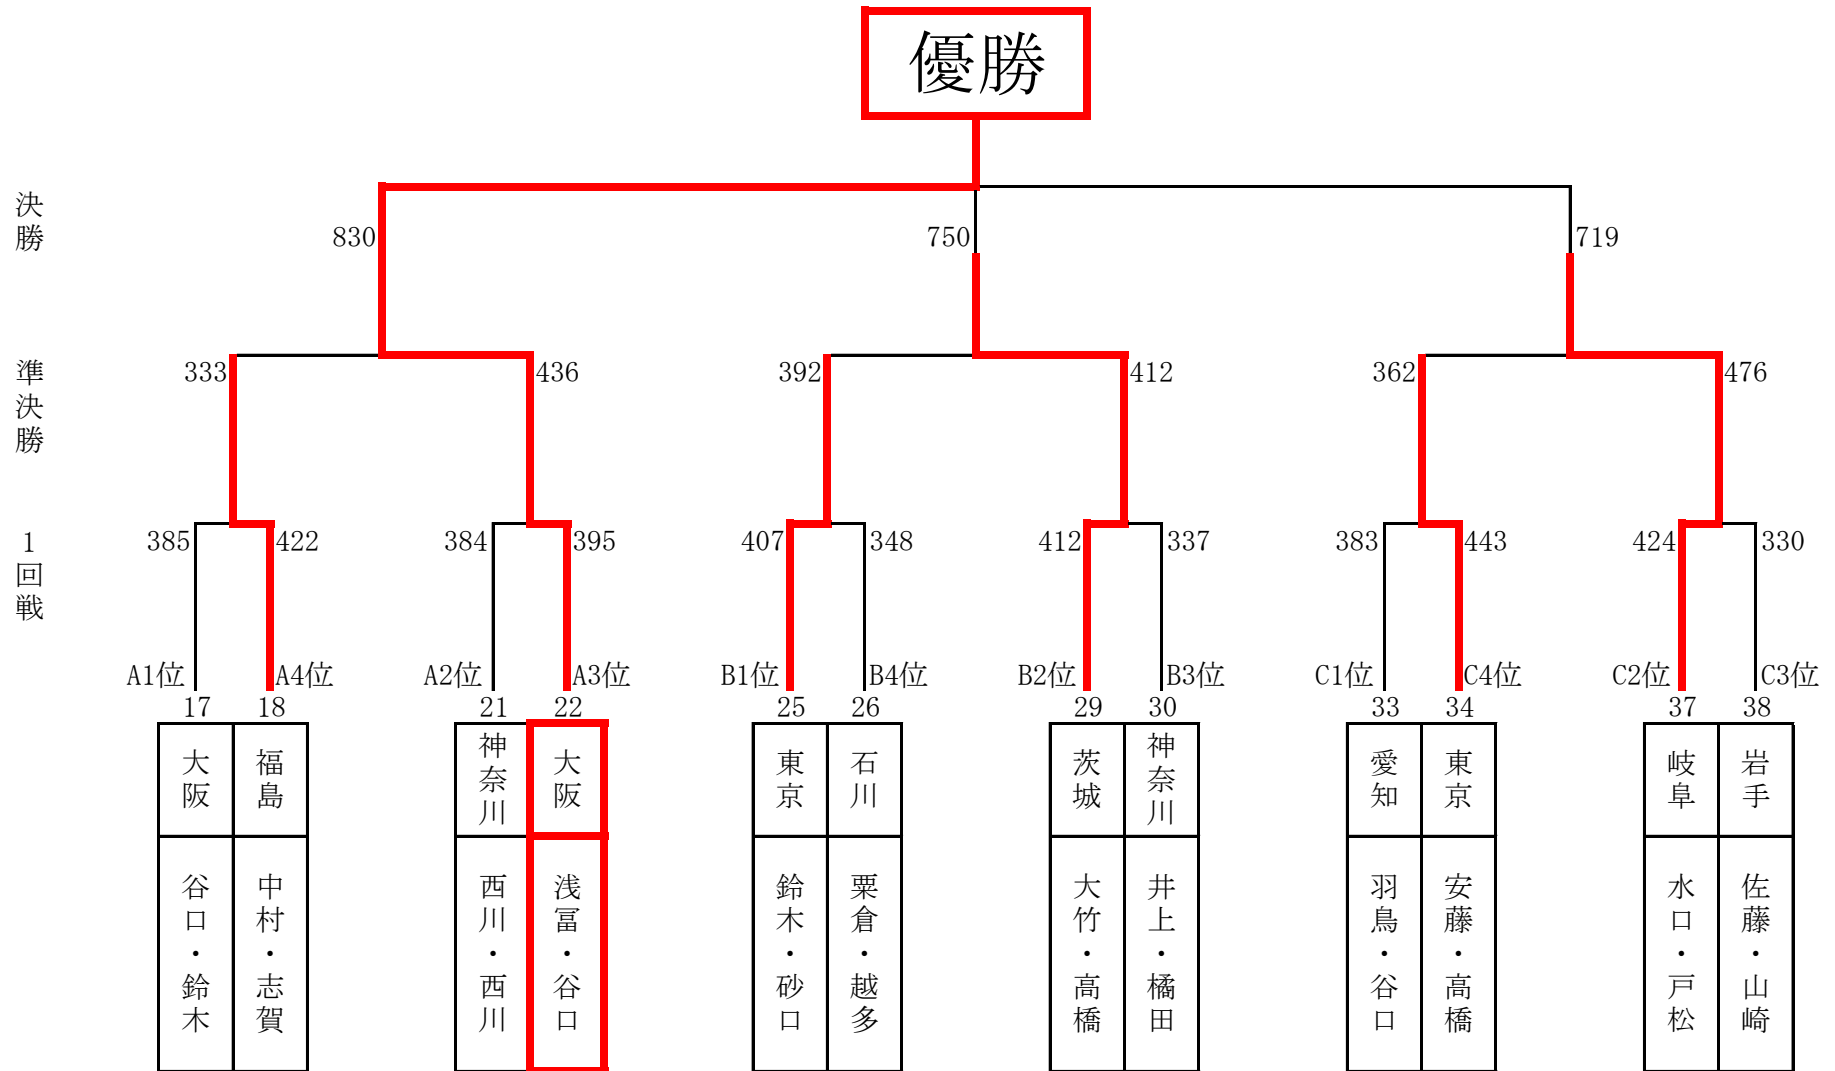 優勝
決勝
830 750 719
準決勝
333 436 392 412 362 476
1回戦
385 422 384 395 407 348 412 337 383 443 424 330
A1位 A4位 A2位 A3位 B1位 B4位 B2位 B3位 C1位 C4位 C2位 C3位
17 18 21 22 25 26 29 30 33 34 37 38
大阪 福島 神奈川 大阪 東京 石川 茨城 神奈川 愛知 東京 岐阜 岩手
谷口・鈴木 中村・志賀 西川・西川 浅冨・谷口 鈴木・砂口 粟倉・越多 大竹・高橋 井上・橘田 羽鳥・谷口 安藤・高橋 水口・戸松 佐藤・山崎